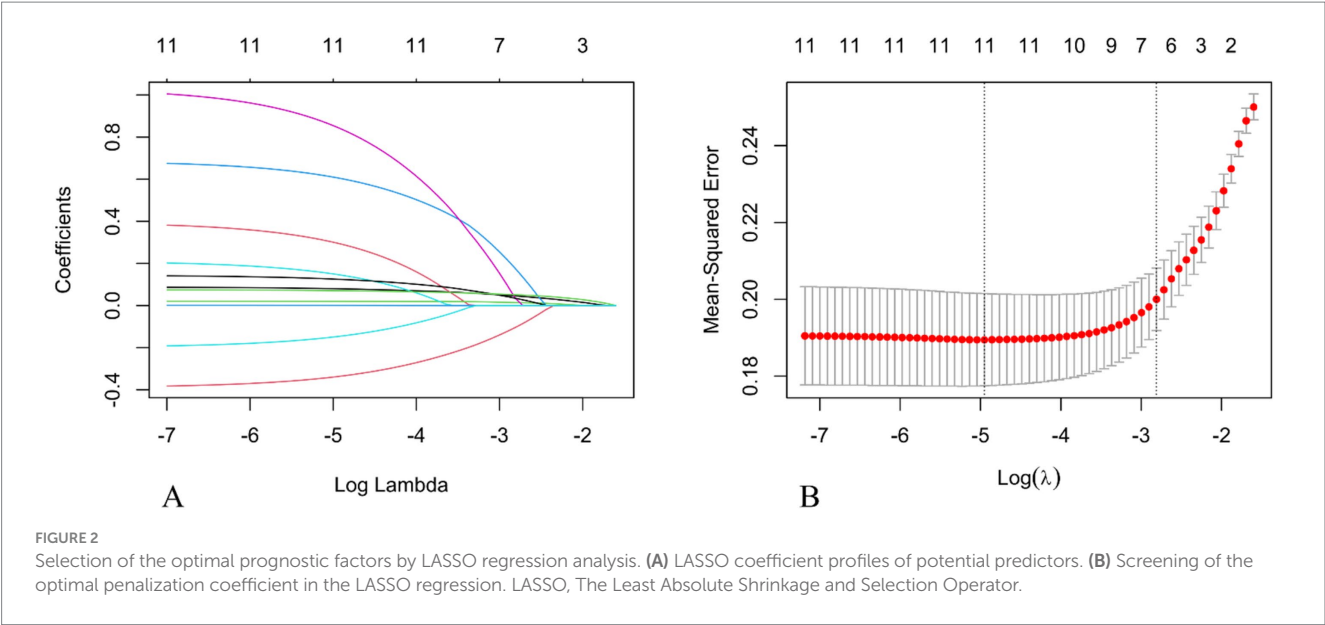 11 11 11 11 7 3
0.8
0.4
0.0
-0.4
Coefficients
-7 -6 -5 -4 -3 -2
Log Lambda
A
11 11 11 11 11 11 10 9 7 6 3 2
0.24
0.22
0.20
0.18
Mean-Squared Error
-7 -6 -5 -4 -3 -2
Log(λ)
B
FIGURE 2
Selection of the optimal prognostic factors by LASSO regression analysis. (A) LASSO coefficient profiles of potential predictors. (B) Screening of the
optimal penalization coefficient in the LASSO regression. LASSO, The Least Absolute Shrinkage and Selection Operator.